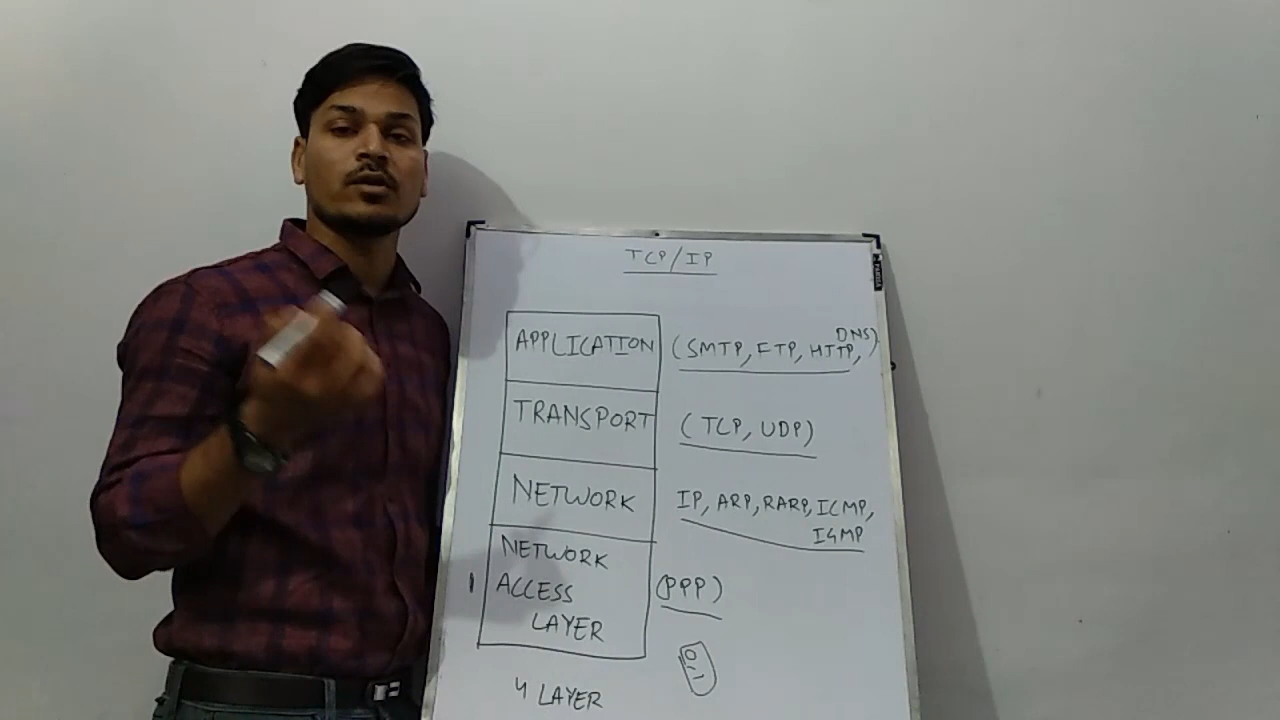 TCP/IP
APPLICATION (SMTP, FTP, HTTP, DNS)
TRANSPORT (TCP, UDP)
NETWORK IP, ARP, RARP, ICMP,
IGMP
NETWORK
1 ACCESS (PPP)
LAYER
4 LAYER